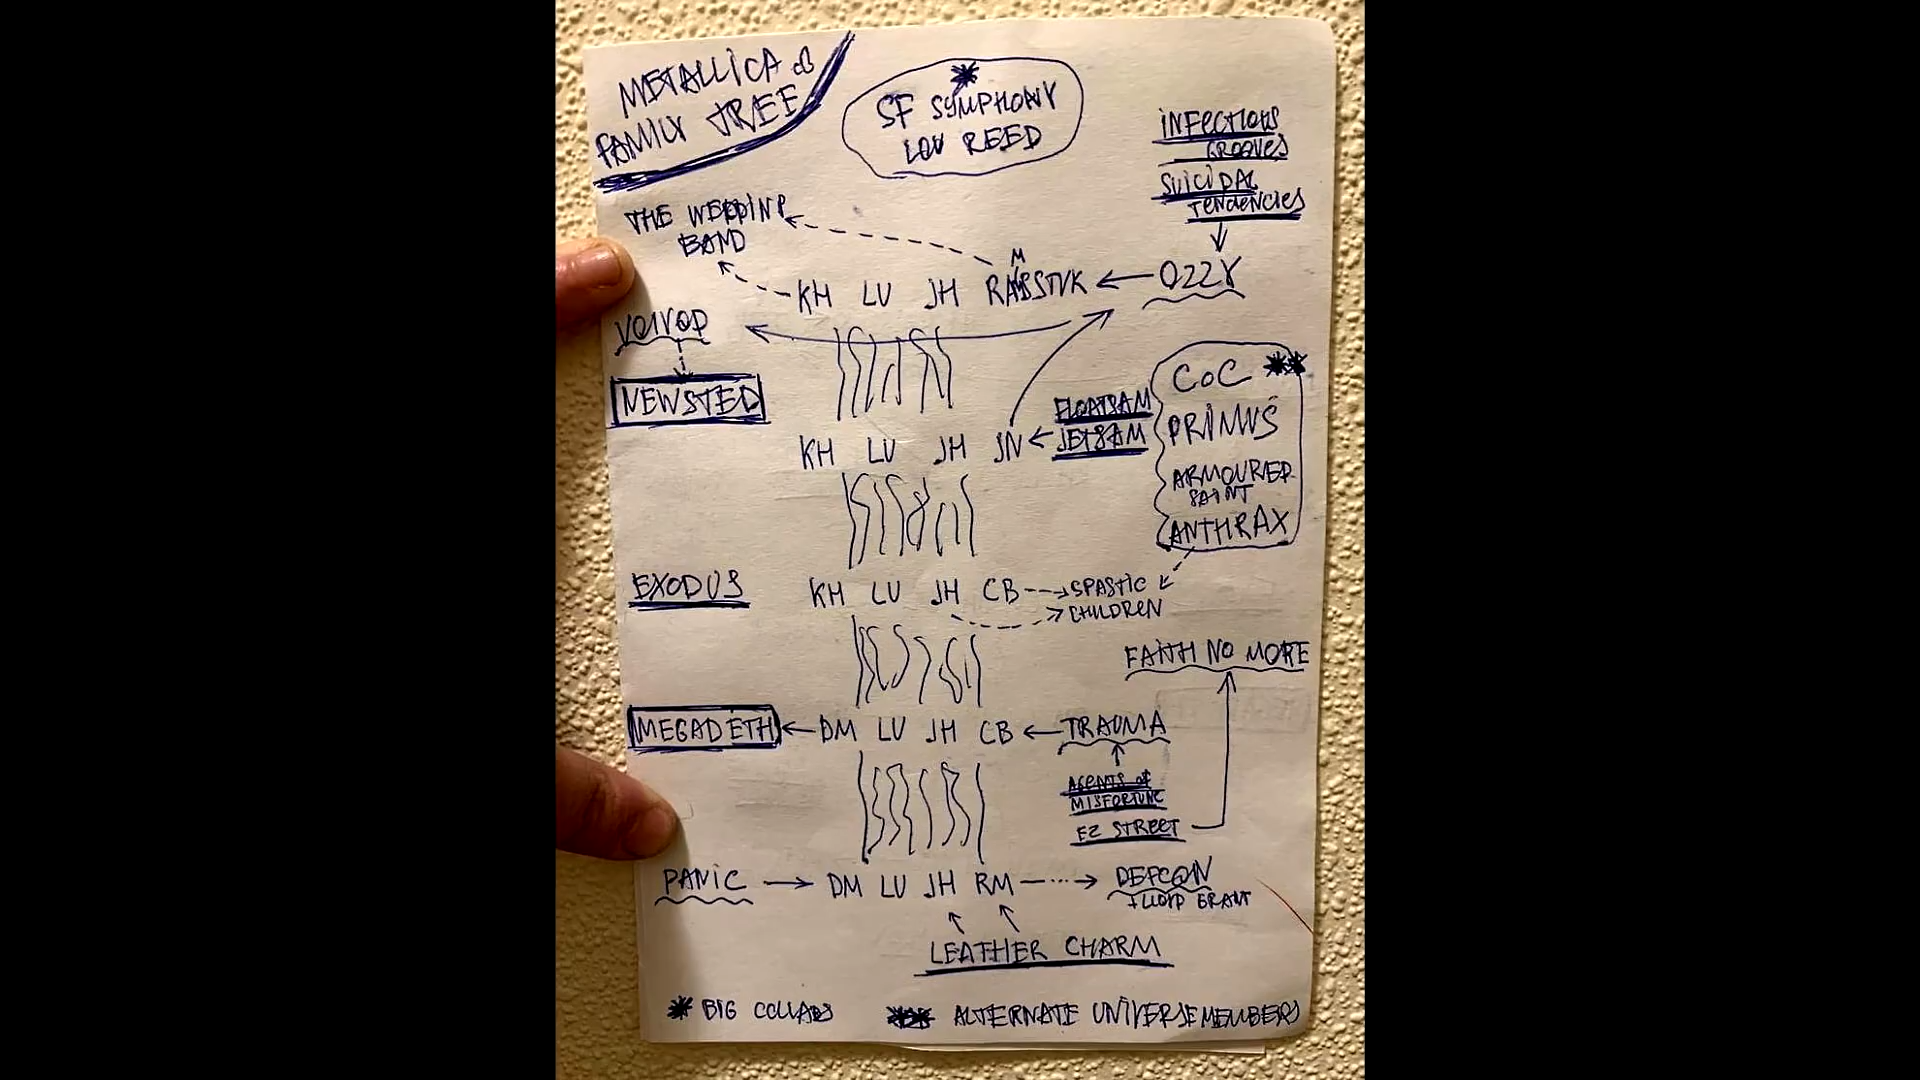 METALLICA
FAMILY TREE
* SF SYMPHONY
LOU REED
INFECTIOUS
GROOVES
SUICIDAL
TENDENCIES
THE WEDDING
BAND
KH LU JH OZZY
VOIVOD
NEWSTED
COC **
PRIMUS
ARMOURED
SAINT
ANTHRAX
FLOATSAM
JETSAM
KH LU JH JN
EXODUS
KH LU JH CB
SPASTIC
CHILDREN
FAITH NO MORE
MEGADETH
DM LU JH CB
TRAUMA
AGENTS of
MISFORTUNE
EZ STREET
PANIC
DM LU JH RM
DEFCON
LLOYD GRANT
LEATHER CHARM
* BIG COLLABS
** ALTERNATE UNIVERSE MEMBERS